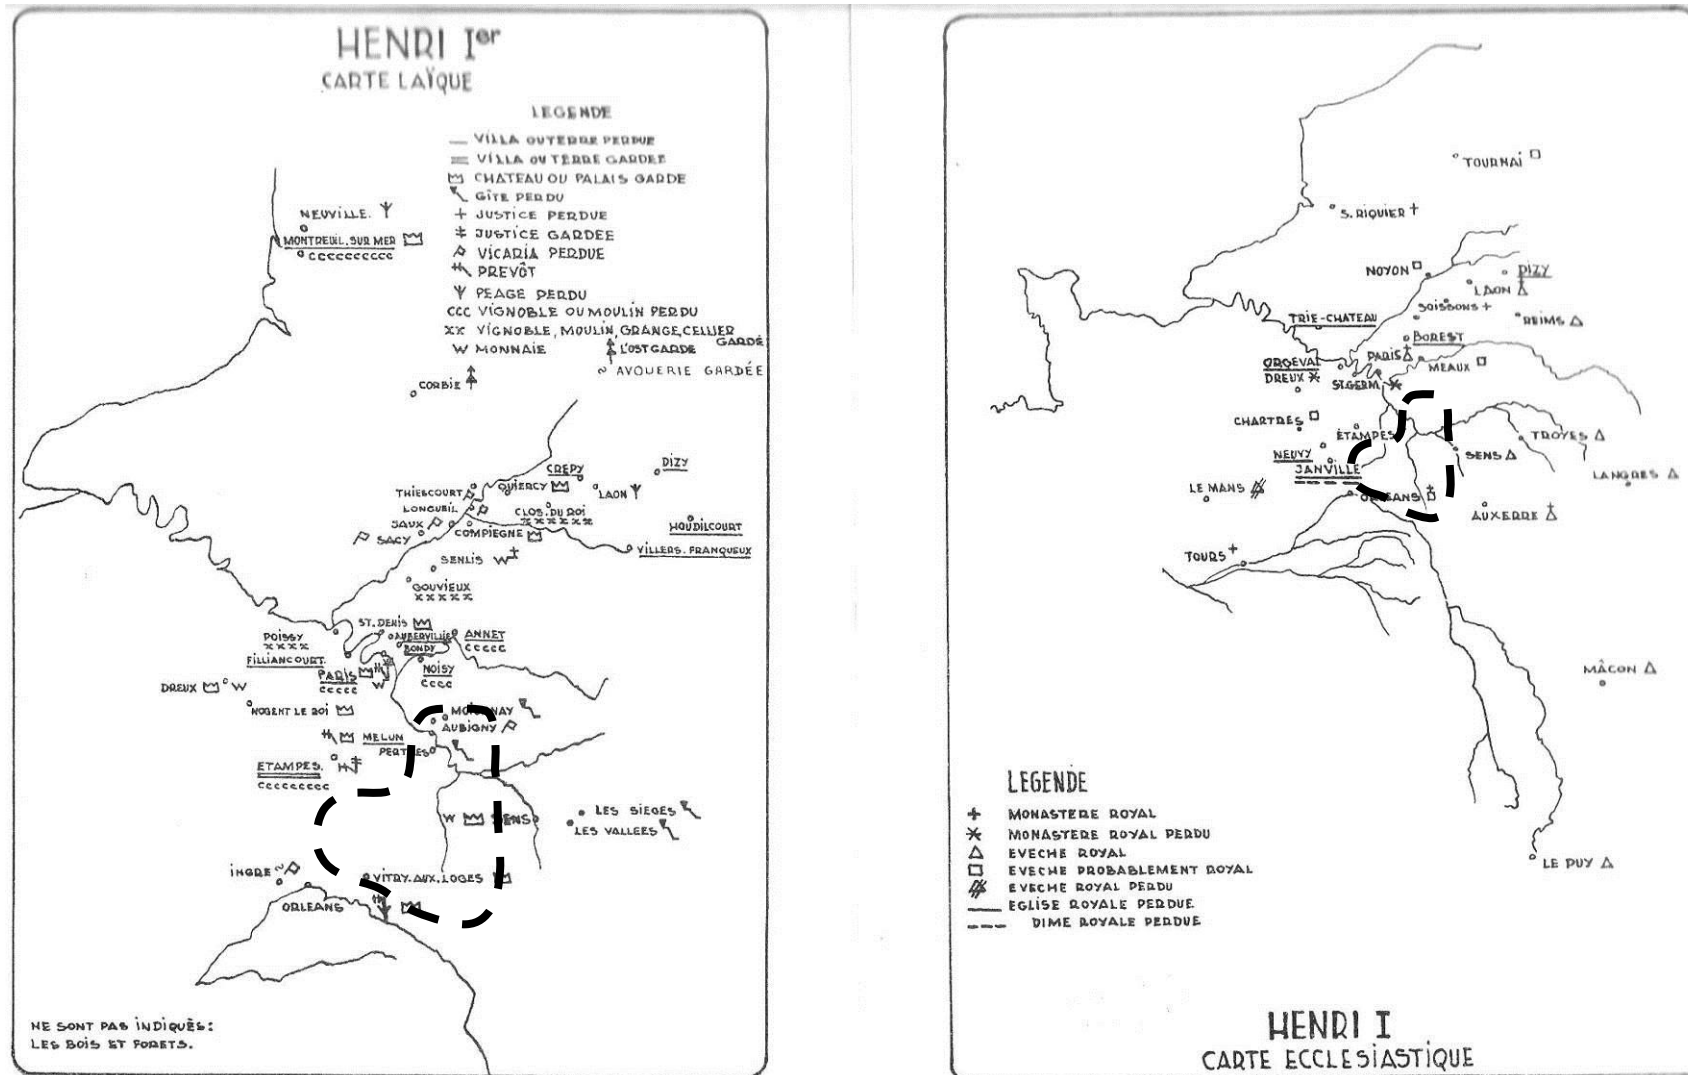 HENRI Ier
CARTE LAÏQUE
LEGENDE
VILLA OU TERRE PERDUE
VILLA OU TERRE GARDEE
CHATEAU OU PALAIS GARDE
GÎTE PERDU
JUSTICE PERDUE
JUSTICE GARDEE
VICARIA PERDUE
PREVÔT
PEAGE PERDU
CCC VIGNOBLE OU MOULIN PERDU
XX VIGNOBLE, MOULIN, GRANGE, CELLIER GARDÉ
W MONNAIE
L'OST GARDE
AVOUERIE GARDÉE
NEUVILLE
MONTREUIL, SUR MER
cccccccccc
CORBIE
CREPY
DIZY
THIESCOURT
QUIERCY
LAON
LONGUEIL
CLOS. DU ROI
xxxxxx
HOUDILCOURT
JAUX
SACY
COMPIEGNE
VILLERS. FRANQUEUX
SENLIS W
GOUVIEUX
xxxxx
ST. DENIS
AUBERVILLIE
ANNET
ccccc
POISSY
xxxx
BONDY
FILLIANCOURT
NOISY
cccc
PARIS
ccccc
W
DREUX W
NOGENT LE ROI
AUBIGNY
MELUN
ETAMPES
ccccccccc
W SENS
LES SIEGES
LES VALLEES
VITRY. AUX. LOGES
INGRE
ORLEANS
NE SONT PAS INDIQUÈS:
LES BOIS ET FORETS.
TOURNAI
S. RIQUIER
NOYON
DIZY
LAON
SOISSONS
REIMS
TRIE-CHATEAU
BOREST
ORGEVAL
PARIS
MEAUX
DREUX
ST.GERM.
CHARTRES
ETAMPES
TROYES
NEUVY
SENS
JANVILLE
LANGRES
LE MANS
ORLEANS
AUXERRE
TOURS
MÂCON
LE PUY
LEGENDE
MONASTERE ROYAL
MONASTERE ROYAL PERDU
EVECHE ROYAL
EVECHE PROBABLEMENT ROYAL
EVECHE ROYAL PERDU
EGLISE ROYALE PERDUE
DIME ROYALE PERDUE
HENRI I
CARTE ECCLESIASTIQUE